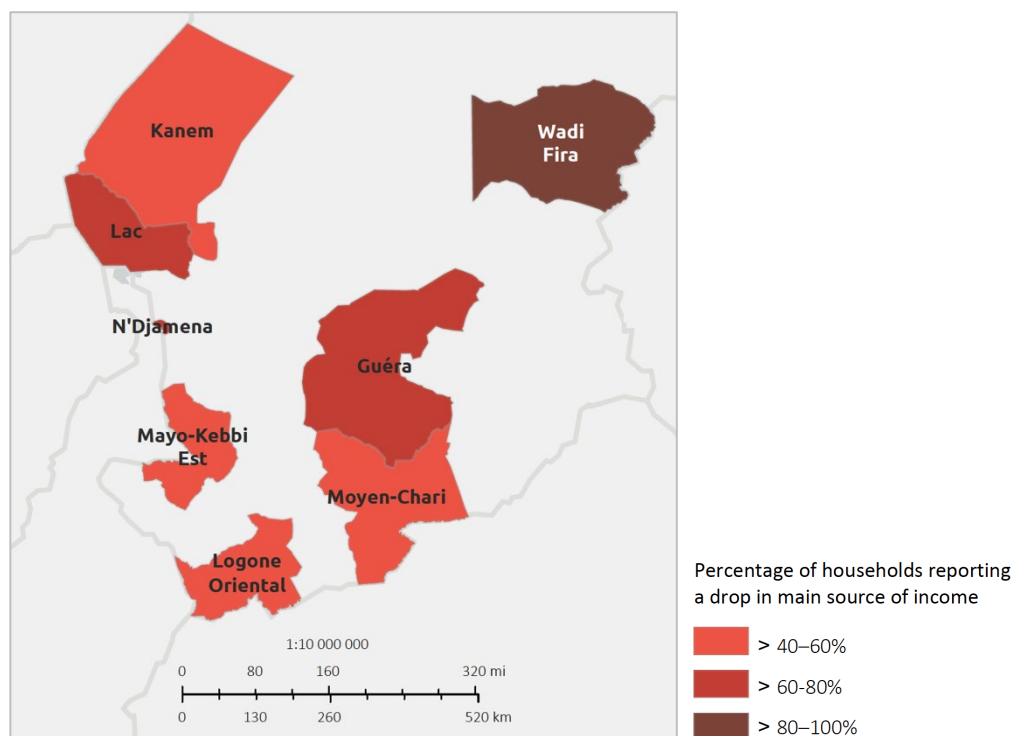 Kanem
Wadi
Fira
Lac
N'Djamena
Guéra
Mayo-Kebbi
Est
Moyen-Chari
Logone
Oriental
1:10 000 000
0 80 160 320 mi
0 130 260 520 km
Percentage of households reporting
a drop in main source of income
> 40–60%
> 60-80%
> 80–100%